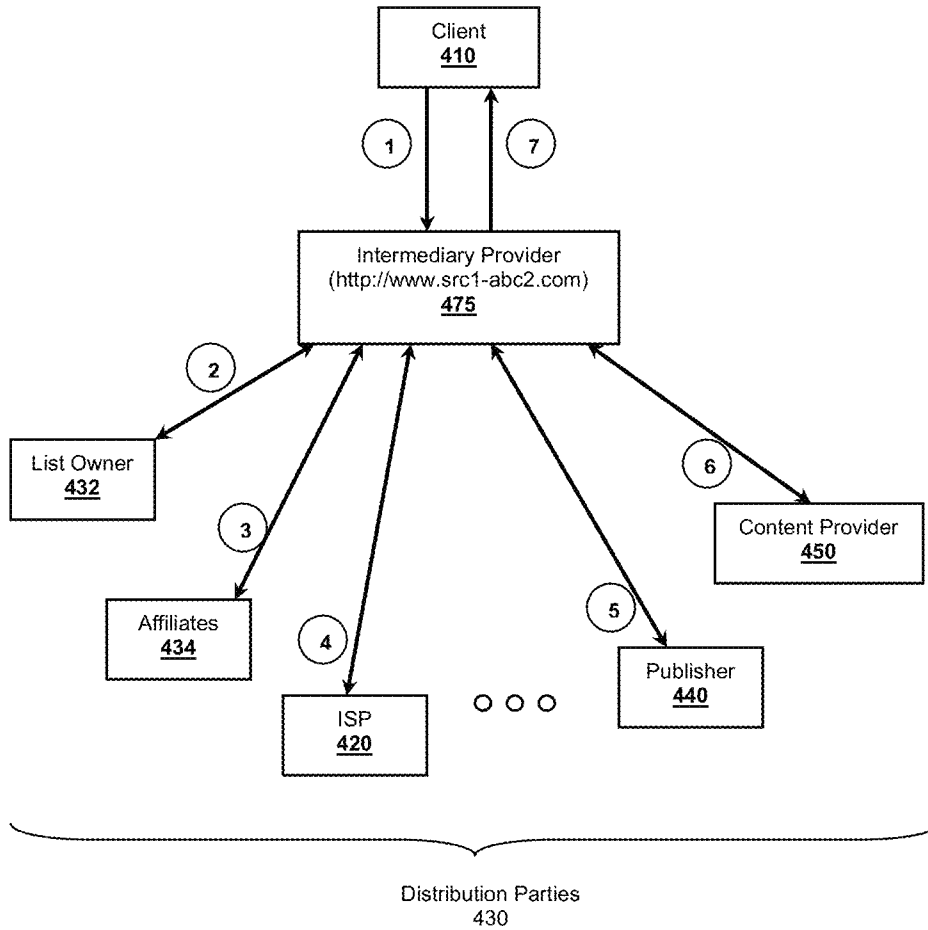 Client
410
1
7
Intermediary Provider
(http://www.src1-abc2.com)
475
2
List Owner
432
6
Content Provider
450
3
Affiliates
434
5
4
Publisher
440
ISP
420
Distribution Parties
430